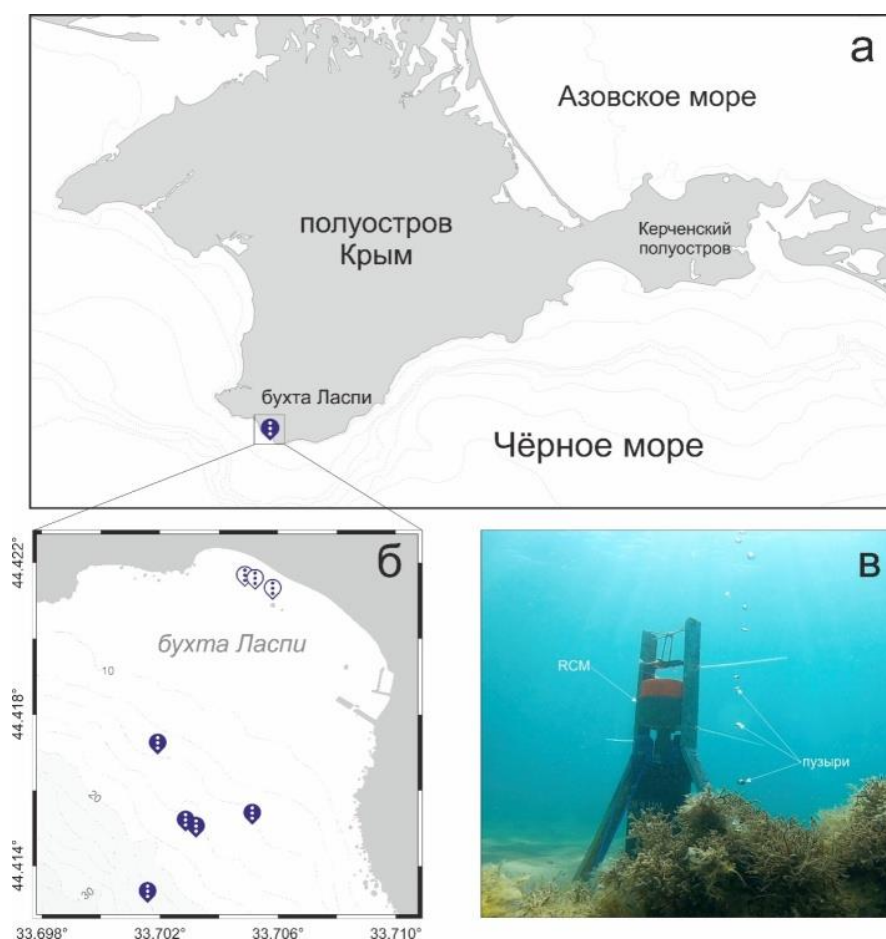 а
Азовское море
полуостров
Крым
Керченский
полуостров
бухта Ласпи
Чёрное море
б
44.422°
44.418°
44.414°
бухта Ласпи
10
20
30
33.698°
33.702°
33.706°
33.710°
в
RCM
пузыри